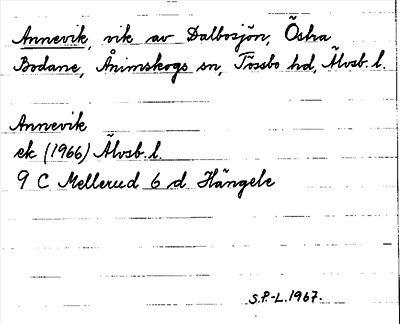 Annevik, vik av Dalbosjön, Östra
Bodane, Ånimskogs sn, Tössbo hd, Älvsb. l.
Annevik
ek (1966) Älvsb. l.
9 C Mellerud 6 d Hängele
S.P.-L. 1967.